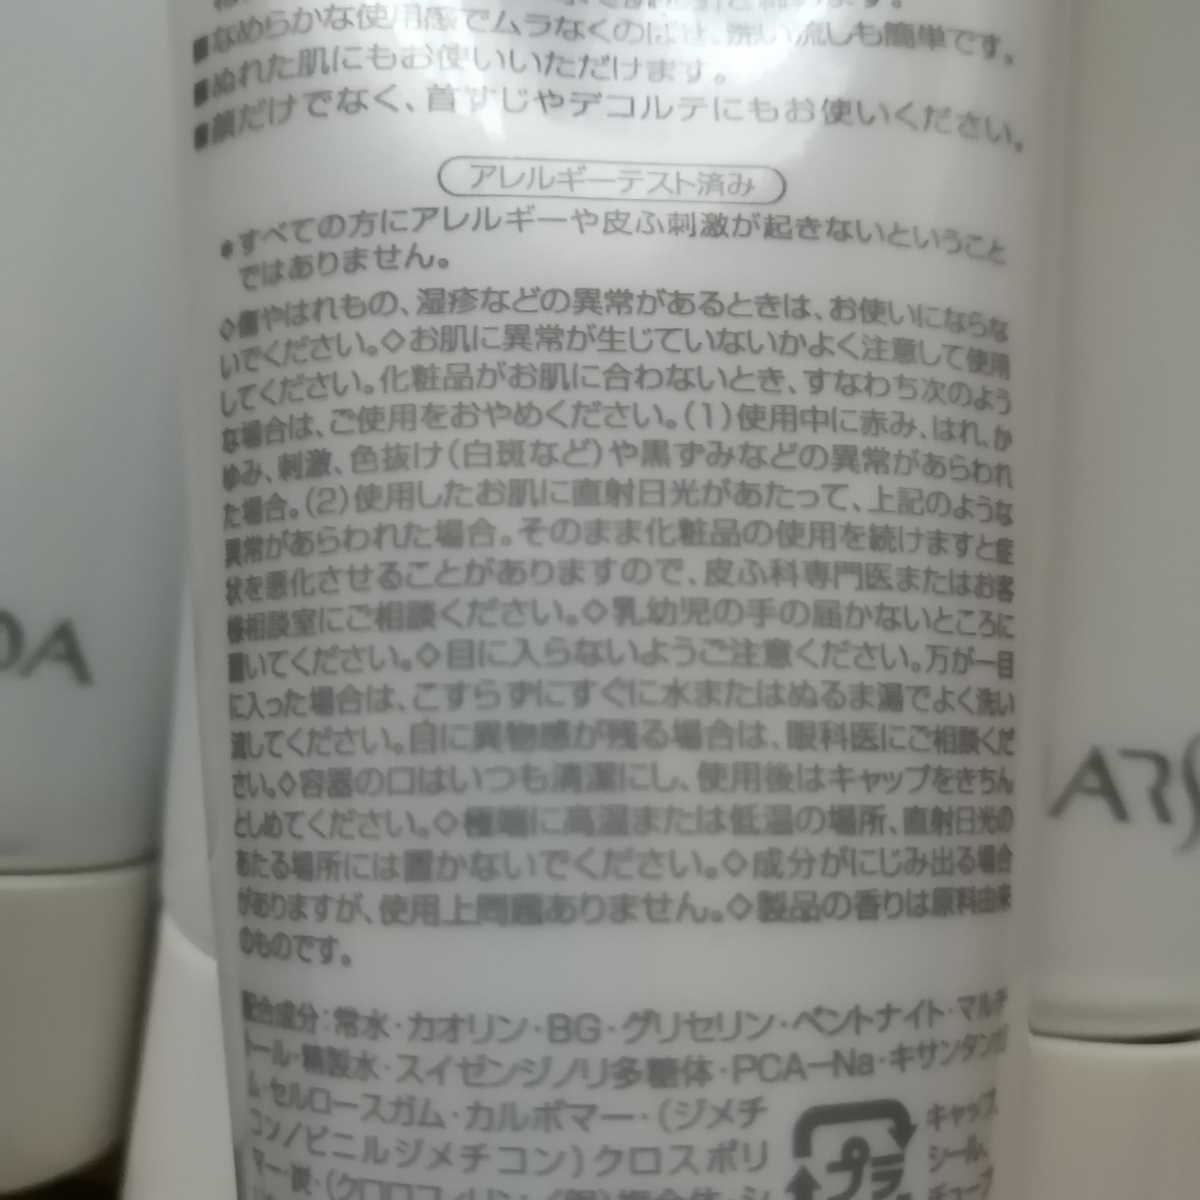 ■なめらかな使用感でムラなくのばせ、洗い流しも簡単です。
■ぬれた肌にもお使いいただけます。
■顔だけでなく、首すじやデコルテにもお使いください。
アレルギーテスト済み
*すべての方にアレルギーや皮ふ刺激が起きないということ
ではありません。
◇傷やはれもの、湿疹などの異常があるときは、お使いにならな
いでください。◇お肌に異常が生じていないかよく注意して使用
してください。化粧品がお肌に合わないとき、すなわち次のよう
な場合は、ご使用をおやめください。(1)使用中に赤み、はれ、か
ゆみ、刺激、色抜け(白斑など)や黒ずみなどの異常があらわれ
た場合。(2)使用したお肌に直射日光があたって、上記のような
異常があらわれた場合。そのまま化粧品の使用を続けますと症
状を悪化させることがありますので、皮ふ科専門医またはお客
様相談室にご相談ください。◇乳幼児の手の届かないところに
置いてください。◇目に入らないようご注意ください。万が一目
に入った場合は、こすらずにすぐに水またはぬるま湯でよく洗い
流してください。目に異物感が残る場合は、眼科医にご相談くだ
さい。◇容器の口はいつも清潔にし、使用後はキャップをきちん
としめてください。◇極端に高温または低温の場所、直射日光の
あたる場所には置かないでください。◇成分がにじみ出る場合
がありますが、使用上問題ありません。◇製品の香りは原料由来
のものです。
配合成分:常水・カオリン・BG・グリセリン・ベントナイト・マルチ
トール・精製水・スイゼンジノリ多糖体・PCA-Na・キサンタンガ
ム・セルロースガム・カルボマー・(ジメチ
コン/ビニルジメチコン)クロスポリ
マー・炭・(クロロフィリン/銅)複合体・シ
プラ
キャップ、
シール、
チューブ
OA
AR